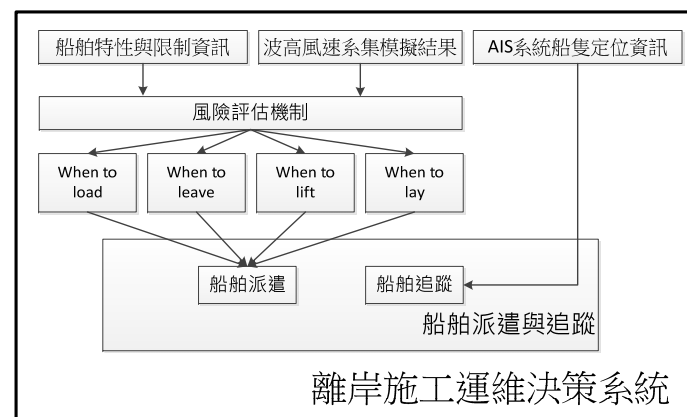 船舶特性與限制資訊
波高風速系集模擬結果
AIS系統船隻定位資訊
風險評估機制
When to
load
When to
leave
When to
lift
When to
lay
船舶派遣
船舶追蹤
船舶派遣與追蹤
離岸施工運維決策系統